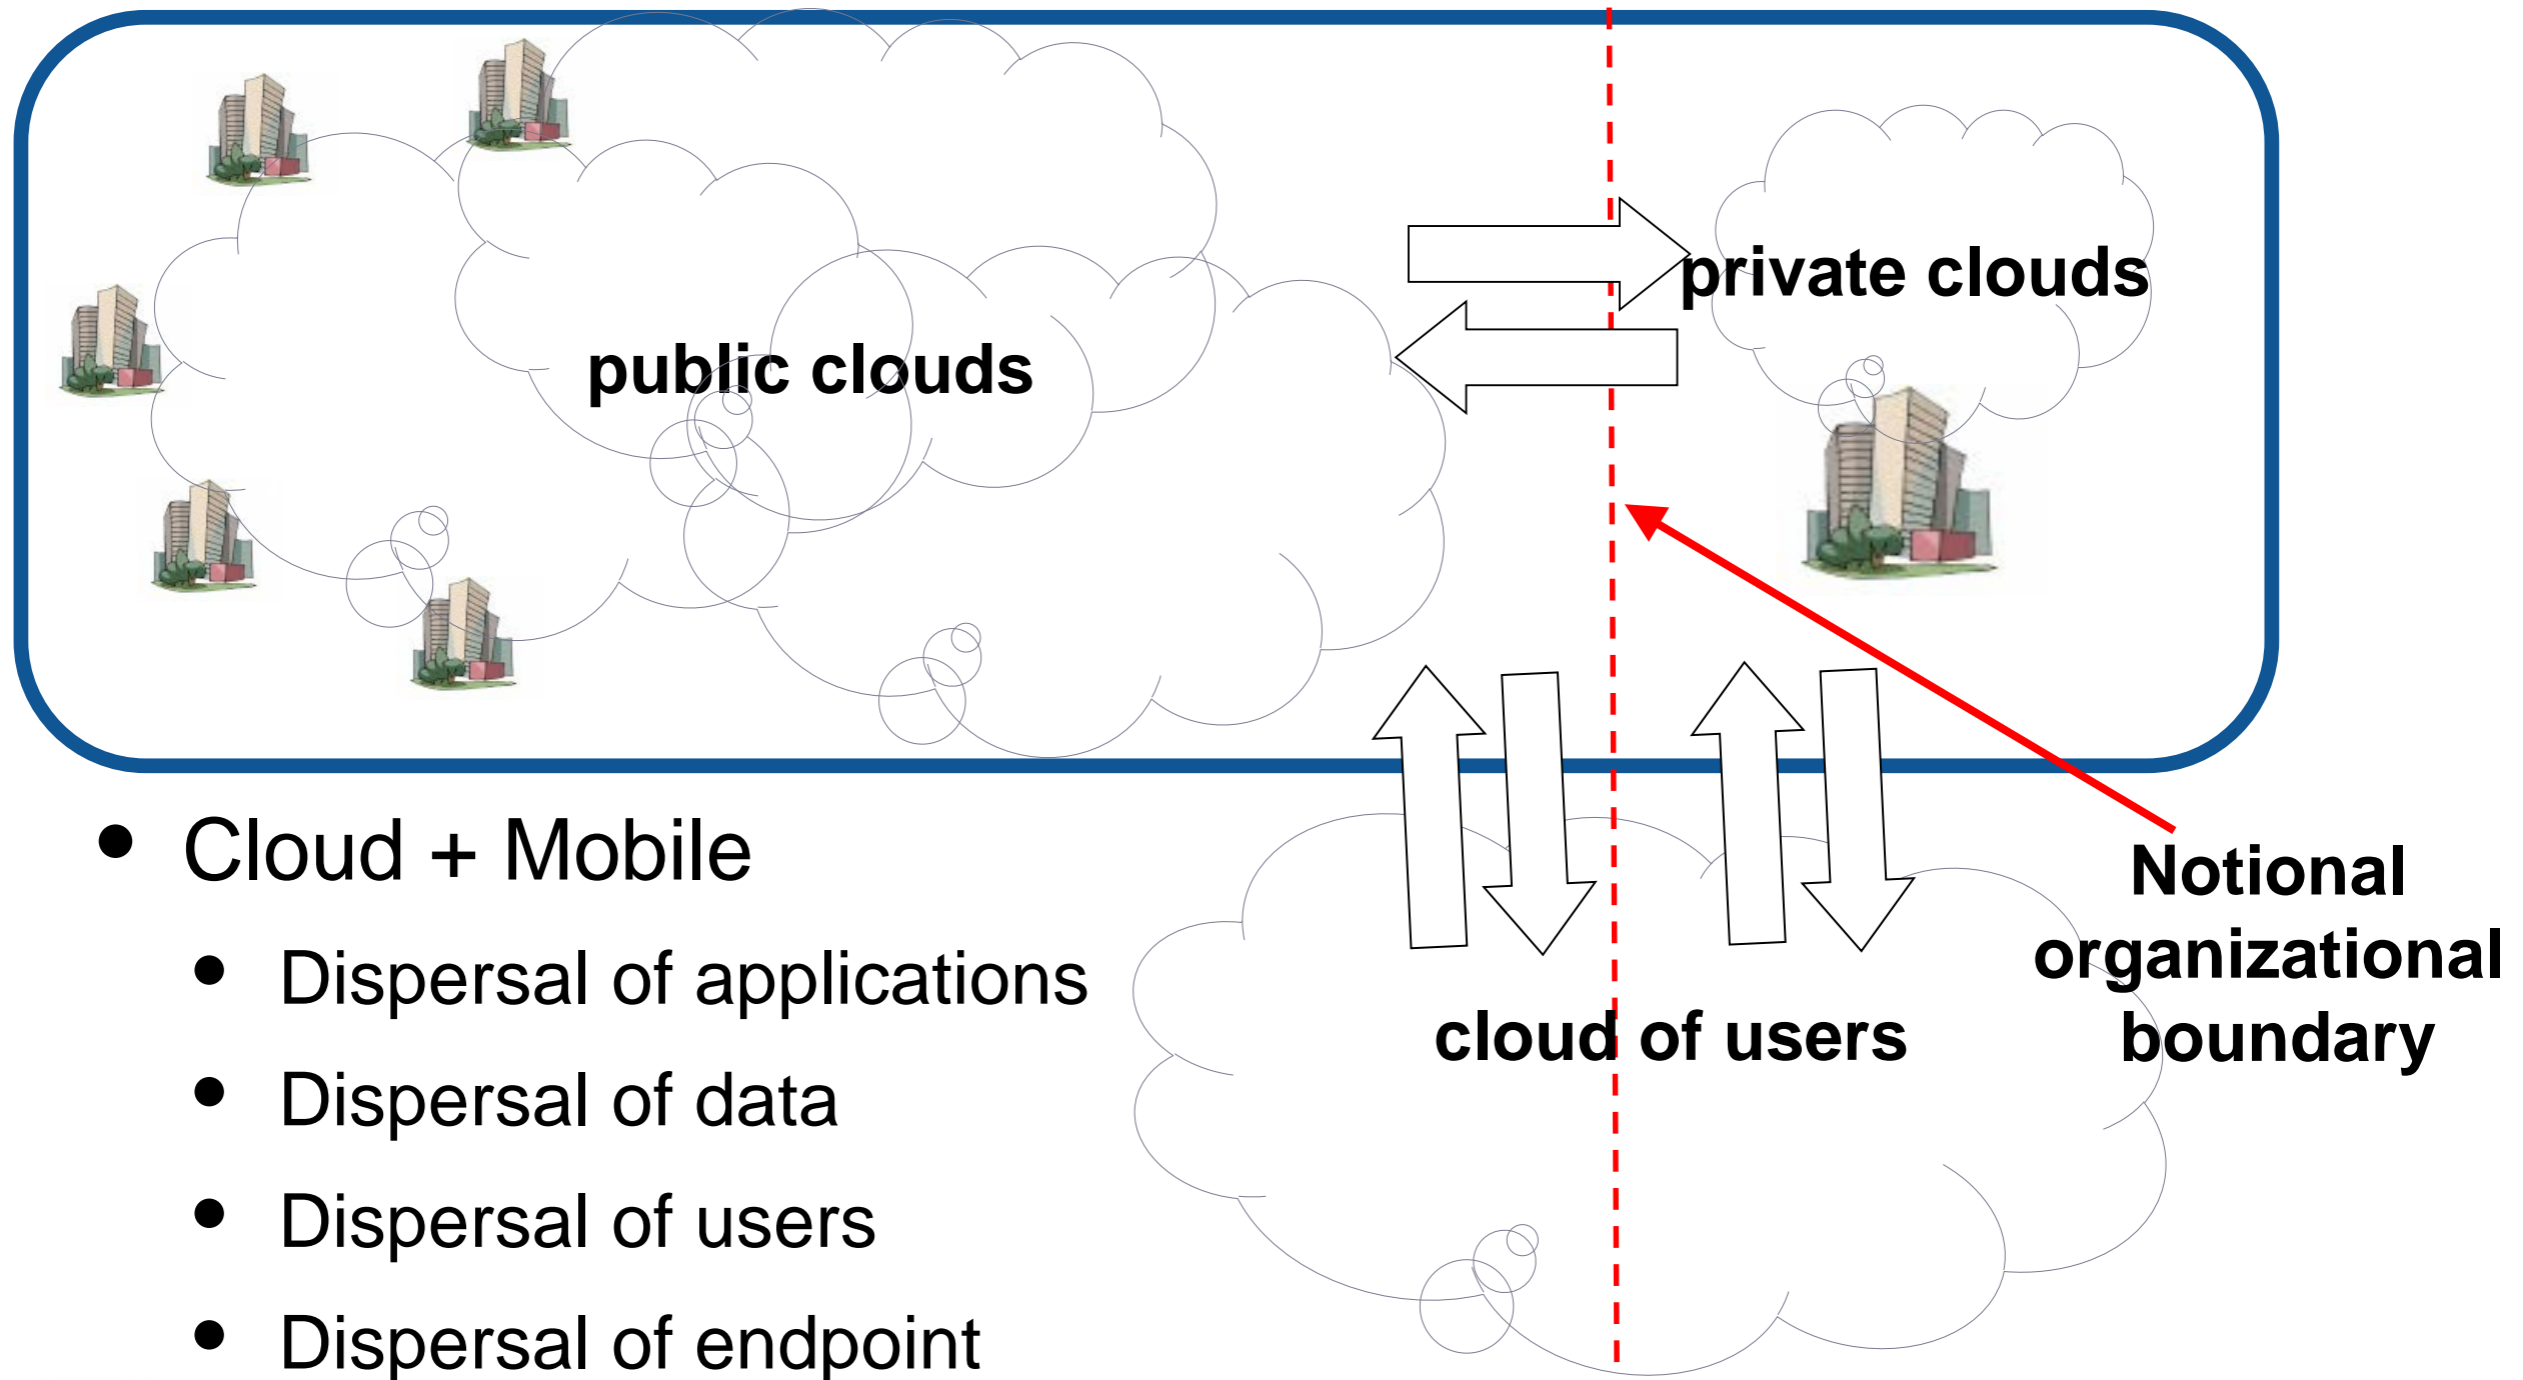 private clouds
public clouds
• Cloud + Mobile
• Dispersal of applications
• Dispersal of data
• Dispersal of users
• Dispersal of endpoint
cloud of users
Notional
organizational
boundary